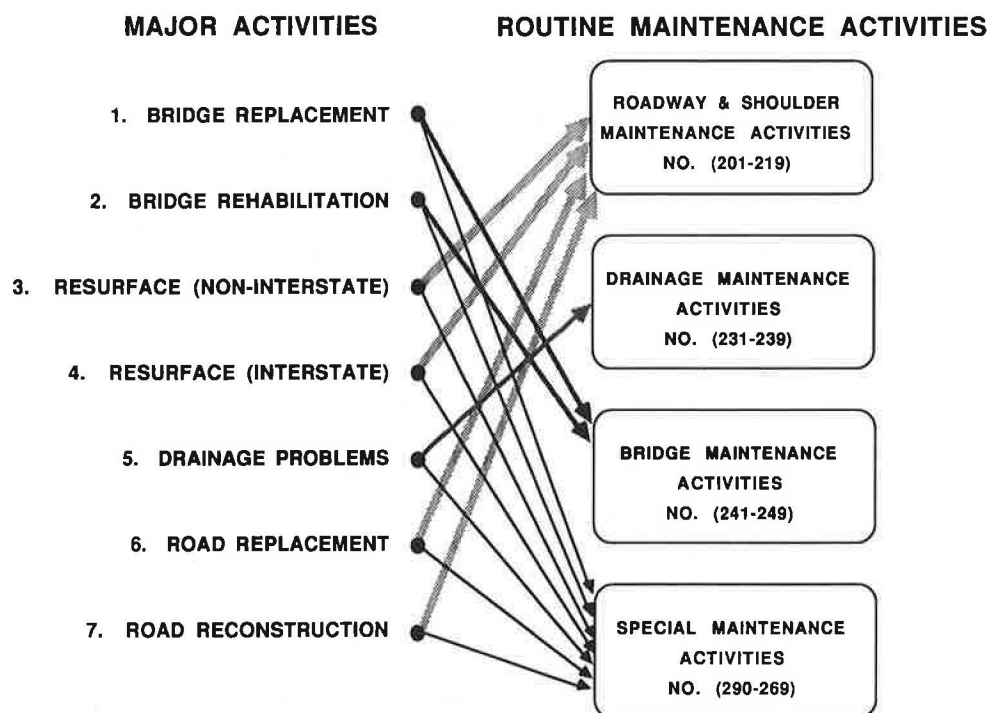 MAJOR ACTIVITIES
ROUTINE MAINTENANCE ACTIVITIES
1. BRIDGE REPLACEMENT
2. BRIDGE REHABILITATION
3. RESURFACE (NON-INTERSTATE)
4. RESURFACE (INTERSTATE)
5. DRAINAGE PROBLEMS
6. ROAD REPLACEMENT
7. ROAD RECONSTRUCTION
ROADWAY & SHOULDER
MAINTENANCE ACTIVITIES
NO. (201-219)
DRAINAGE MAINTENANCE
ACTIVITIES
NO. (231-239)
BRIDGE MAINTENANCE
ACTIVITIES
NO. (241-249)
SPECIAL MAINTENANCE
ACTIVITIES
NO. (290-269)